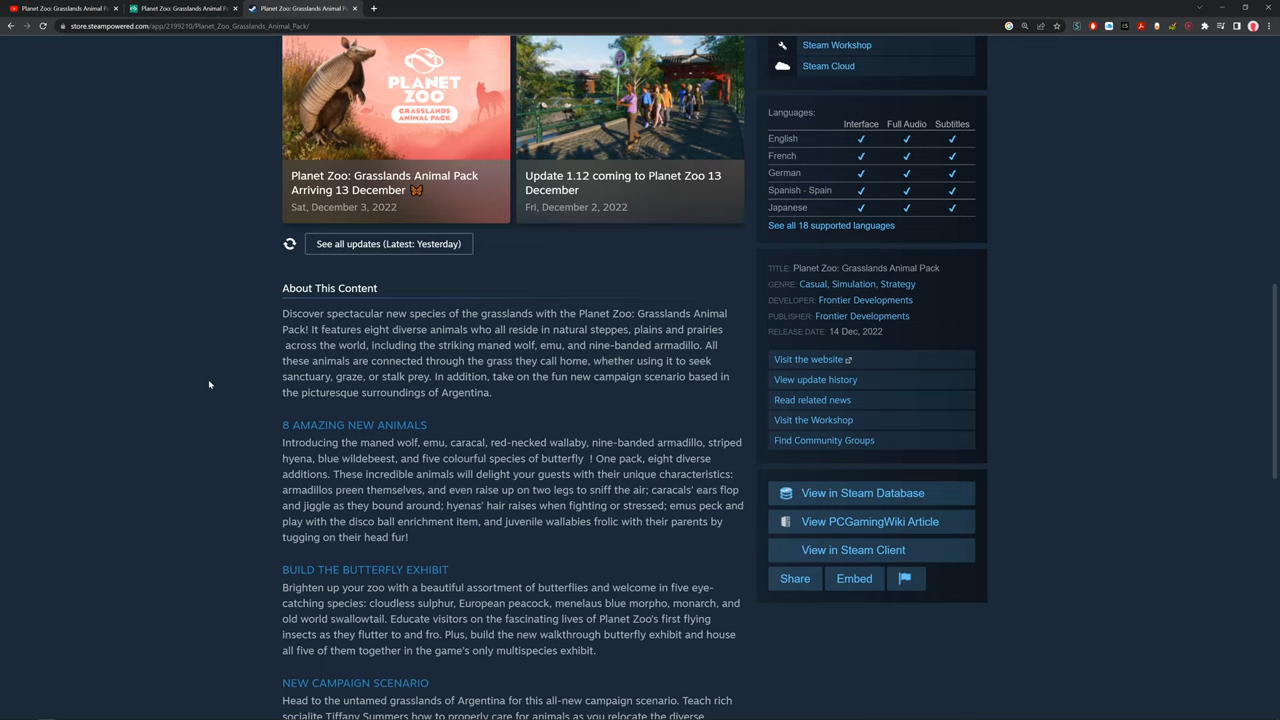 Planet Zoo: Grasslands Animal P
Planet Zoo: Grasslands Animal Pa
Planet Zoo: Grasslands Animal Pa
store.steampowered.com/app/2199210/Planet_Zoo_Grasslands_Animal_Pack/
PLANET
ZOO
GRASSLANDS
ANIMAL PACK
Planet Zoo: Grasslands Animal Pack
Arriving 13 December 🦋
Sat, December 3, 2022
Update 1.12 coming to Planet Zoo 13
December
Fri, December 2, 2022
See all updates (Latest: Yesterday)
About This Content
Discover spectacular new species of the grasslands with the Planet Zoo: Grasslands Animal
Pack! It features eight diverse animals who all reside in natural steppes, plains and prairies
across the world, including the striking maned wolf, emu, and nine-banded armadillo. All
these animals are connected through the grass they call home, whether using it to seek
sanctuary, graze, or stalk prey. In addition, take on the fun new campaign scenario based in
the picturesque surroundings of Argentina.
8 AMAZING NEW ANIMALS
Introducing the maned wolf, emu, caracal, red-necked wallaby, nine-banded armadillo, striped
hyena, blue wildebeest, and five colourful species of butterfly ! One pack, eight diverse
additions. These incredible animals will delight your guests with their unique characteristics:
armadillos preen themselves, and even raise up on two legs to sniff the air; caracals' ears flop
and jiggle as they bound around; hyenas' hair raises when fighting or stressed; emus peck and
play with the disco ball enrichment item, and juvenile wallabies frolic with their parents by
tugging on their head fur!
BUILD THE BUTTERFLY EXHIBIT
Brighten up your zoo with a beautiful assortment of butterflies and welcome in five eye-
catching species: cloudless sulphur, European peacock, menelaus blue morpho, monarch, and
old world swallowtail. Educate visitors on the fascinating lives of Planet Zoo's first flying
insects as they flutter to and fro. Plus, build the new walkthrough butterfly exhibit and house
all five of them together in the game's only multispecies exhibit.
NEW CAMPAIGN SCENARIO
Head to the untamed grasslands of Argentina for this all-new campaign scenario. Teach rich
socialite Tiffany Summers how to properly care for animals as you relocate the diverse
Steam Workshop
Steam Cloud
Languages:
Interface Full Audio Subtitles
English ✓ ✓ ✓
French ✓ ✓ ✓
German ✓ ✓ ✓
Spanish - Spain ✓ ✓ ✓
Japanese ✓ ✓ ✓
See all 18 supported languages
TITLE: Planet Zoo: Grasslands Animal Pack
GENRE: Casual, Simulation, Strategy
DEVELOPER: Frontier Developments
PUBLISHER: Frontier Developments
RELEASE DATE: 14 Dec, 2022
Visit the website
View update history
Read related news
Visit the Workshop
Find Community Groups
View in Steam Database
View PCGamingWiki Article
View in Steam Client
Share Embed